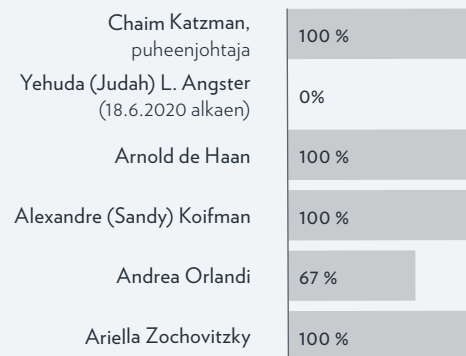 Chaim Katzman,
puheenjohtaja
100 %
Yehuda (Judah) L. Angster
(18.6.2020 alkaen)
0%
Arnold de Haan
100 %
Alexandre (Sandy) Koifman
100 %
Andrea Orlandi
67 %
Ariella Zochovitzky
100 %